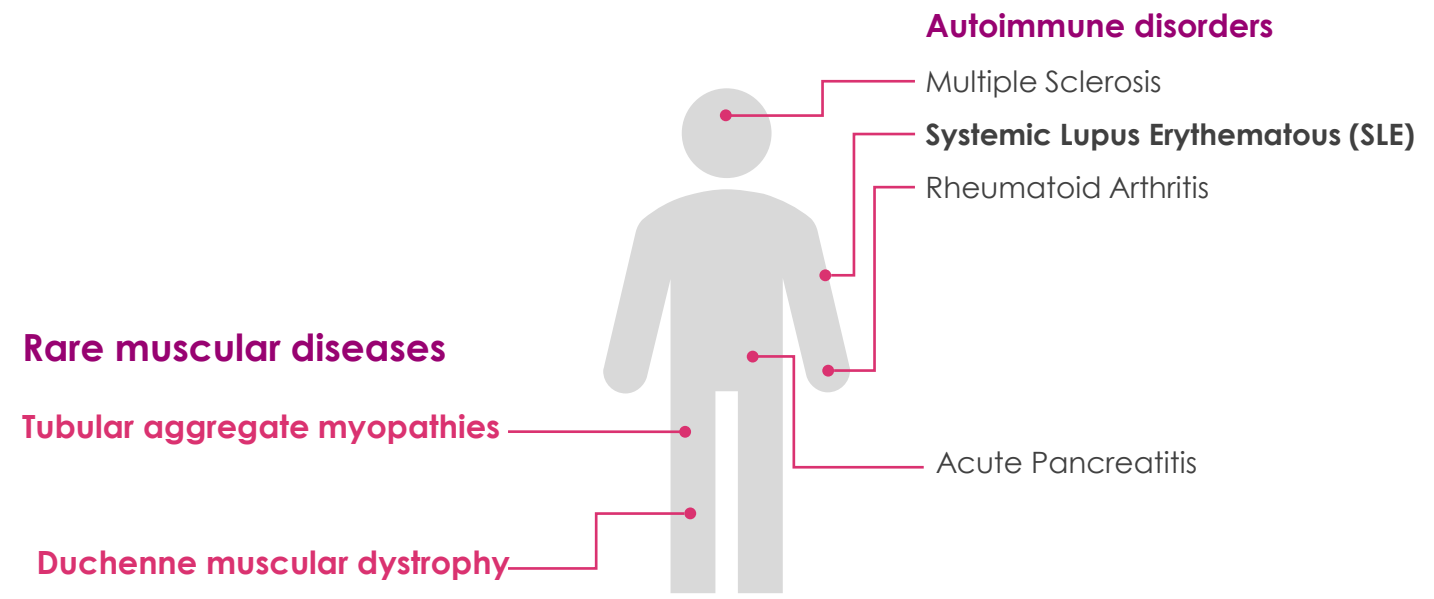 Autoimmune disorders
Multiple Sclerosis
Systemic Lupus Erythematous (SLE)
Rheumatoid Arthritis
Rare muscular diseases
Tubular aggregate myopathies
Acute Pancreatitis
Duchenne muscular dystrophy